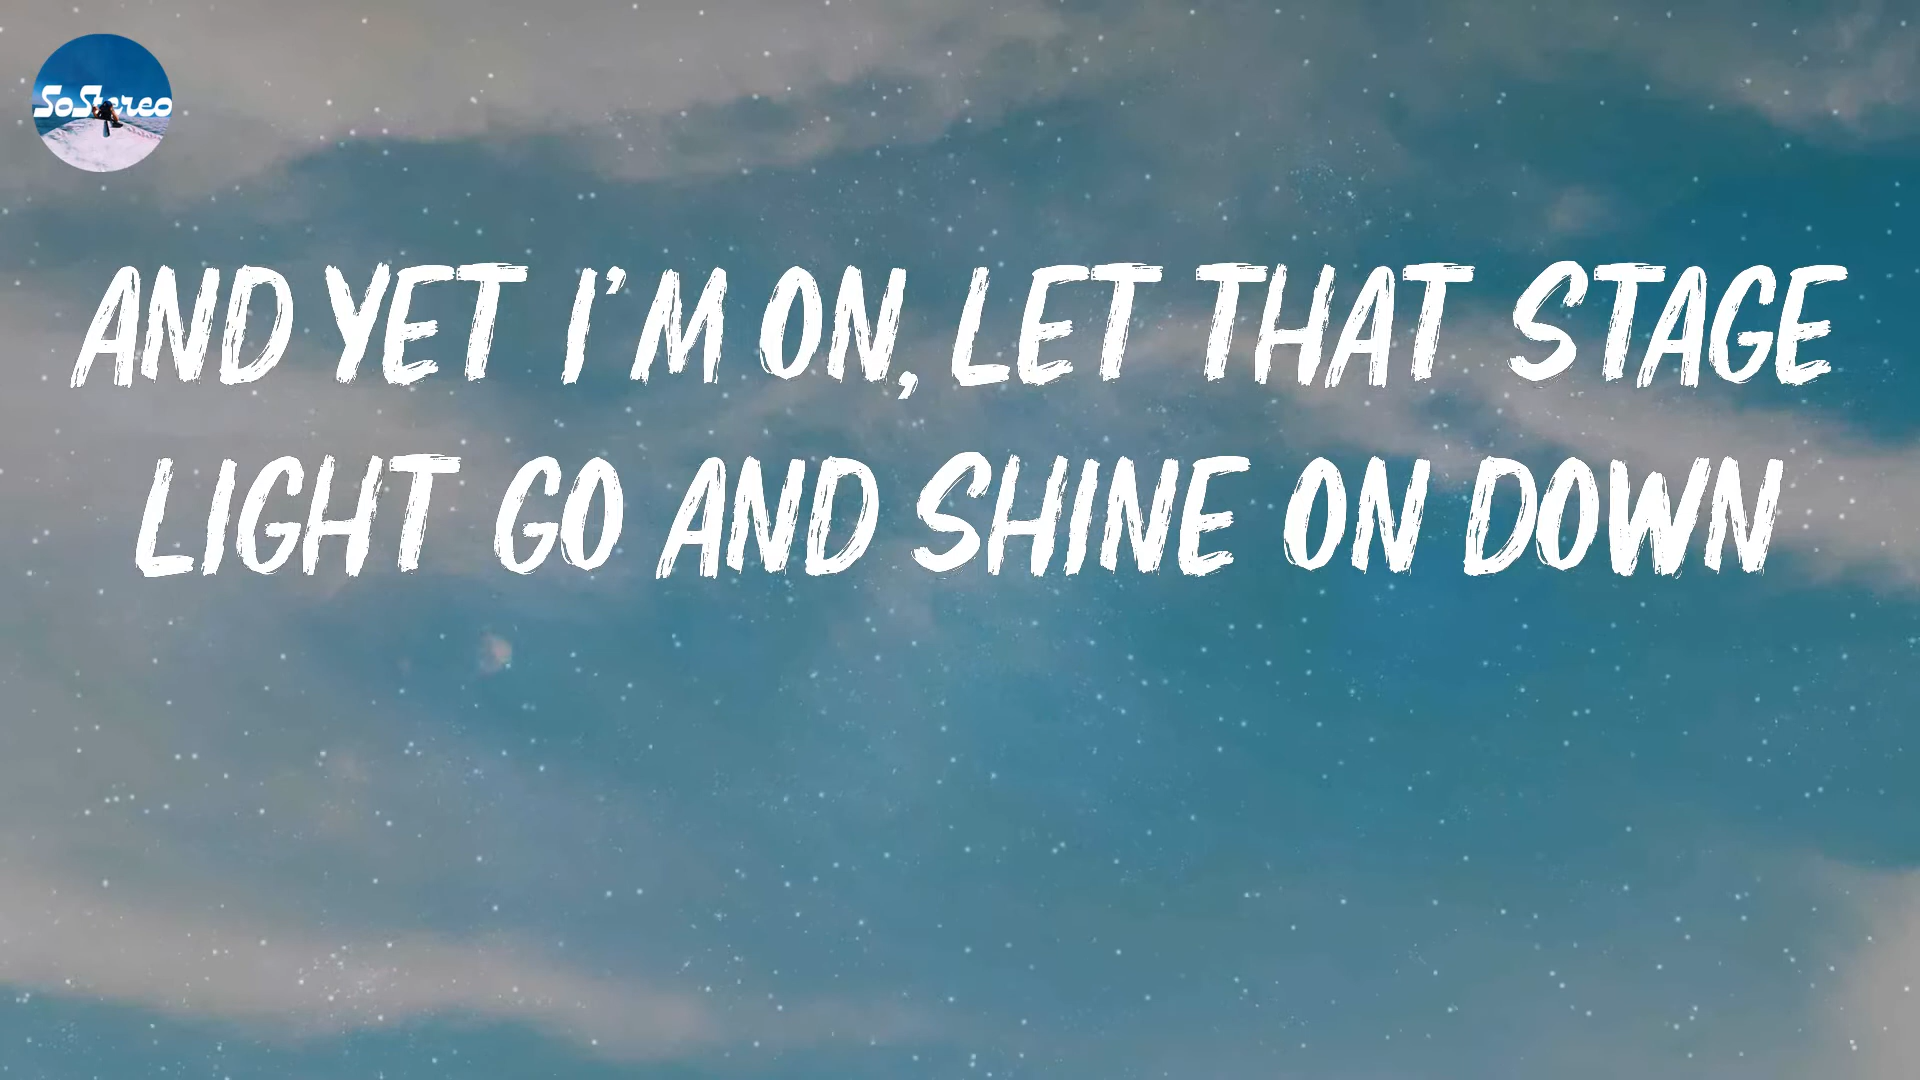 SoStereo
AND YET I'M ON, LET THAT STAGE
LIGHT GO AND SHINE ON DOWN